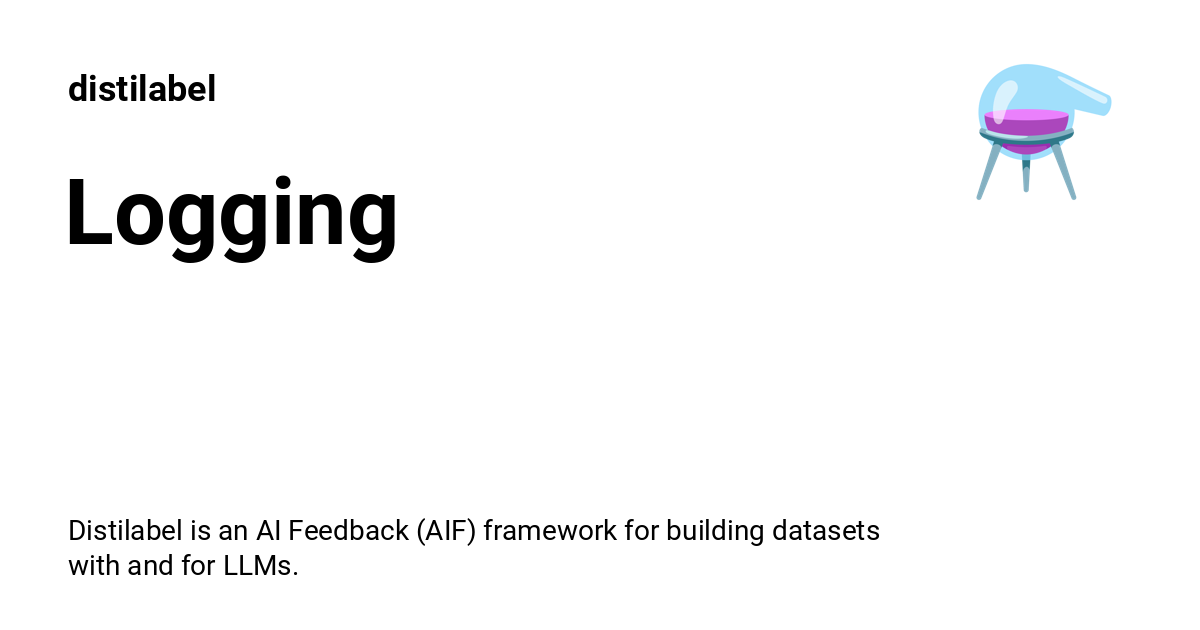 distilabel
Logging
Distilabel is an AI Feedback (AIF) framework for building datasets
with and for LLMs.